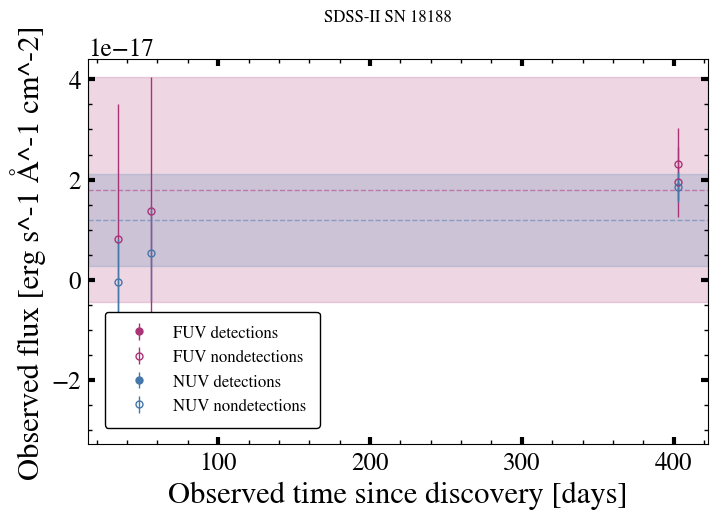 SDSS-II SN 18188
1e−17
Observed flux [erg s^-1 Å^-1 cm^-2]
4
2
0
−2
FUV detections
FUV nondetections
NUV detections
NUV nondetections
100
200
300
400
Observed time since discovery [days]